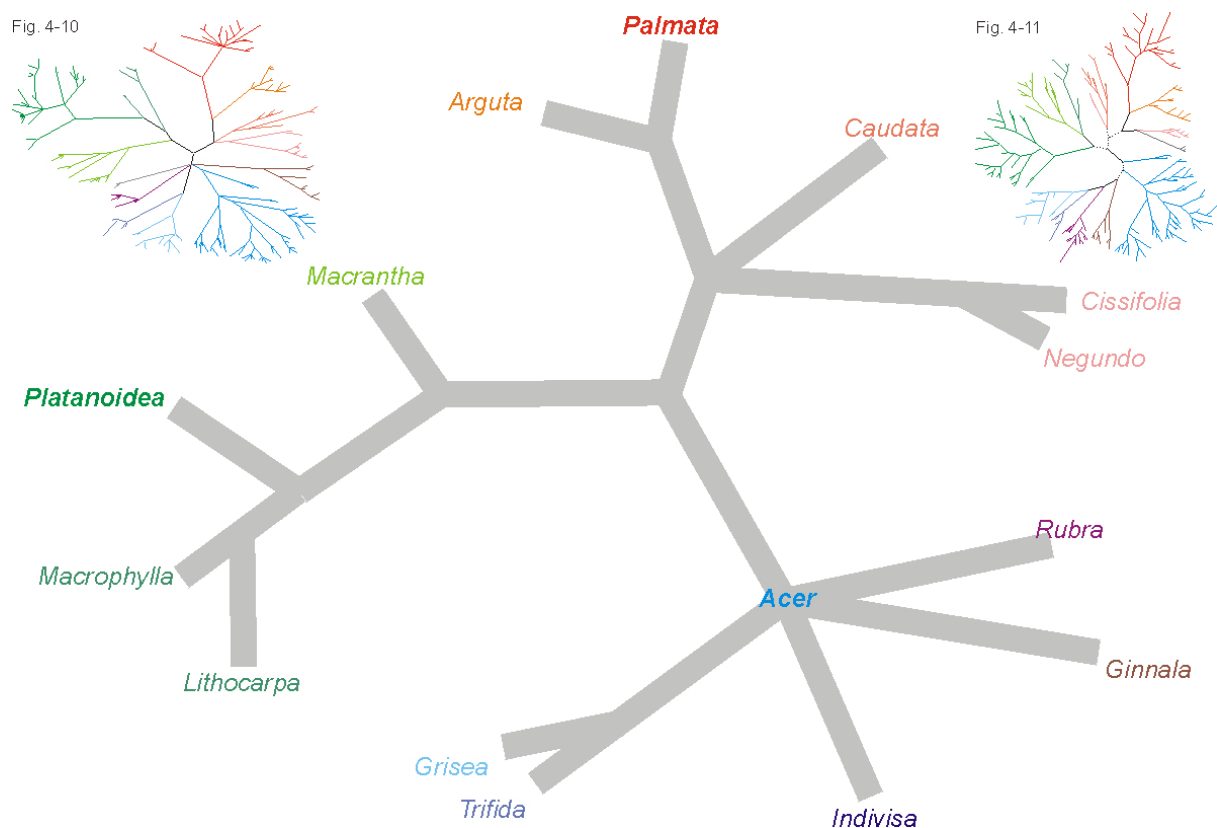 Fig. 4-10
Palmata
Fig. 4-11
Arguta
Caudata
Macrantha
Cissifolia
Negundo
Platanoidea
Rubra
Macrophylla
Acer
Ginnala
Lithocarpa
Grisea
Trifida
Indivisa